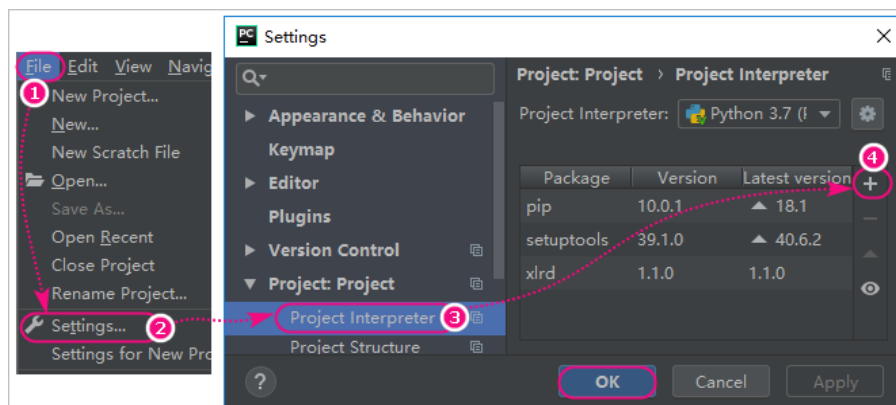 File Edit View Navig
1
New Project...
New...
New Scratch File
Open...
Save As...
Open Recent
Close Project
Rename Project...
Settings...
2
Settings for New Pro
PC
Settings
Appearance & Behavior
Keymap
Editor
Plugins
Version Control
Project: Project
Project Interpreter
3
Project Structure
Project: Project › Project Interpreter
Project Interpreter: Python 3.7 (
4
Package Version Latest version
pip 10.0.1 18.1
setuptools 39.1.0 40.6.2
xlrd 1.1.0 1.1.0
? OK Cancel Apply